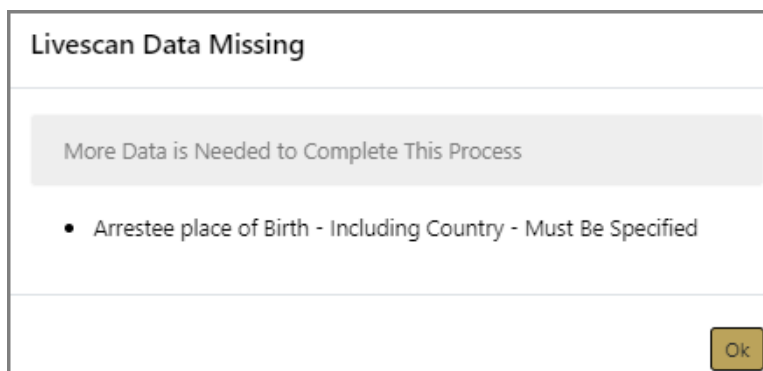 Livescan Data Missing
More Data is Needed to Complete This Process
• Arrestee place of Birth - Including Country - Must Be Specified
Ok